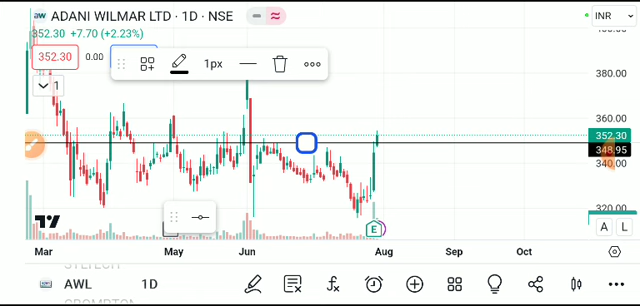 aw ADANI WILMAR LTD · 1D · NSE
INR
352.30 +7.70 (+2.23%)
352.30
0.00
1
1px
380.00
360.00
352.30
348.95
340.00
320.00
E
A L
Mar May Jun Aug Sep Oct
AWL 1D